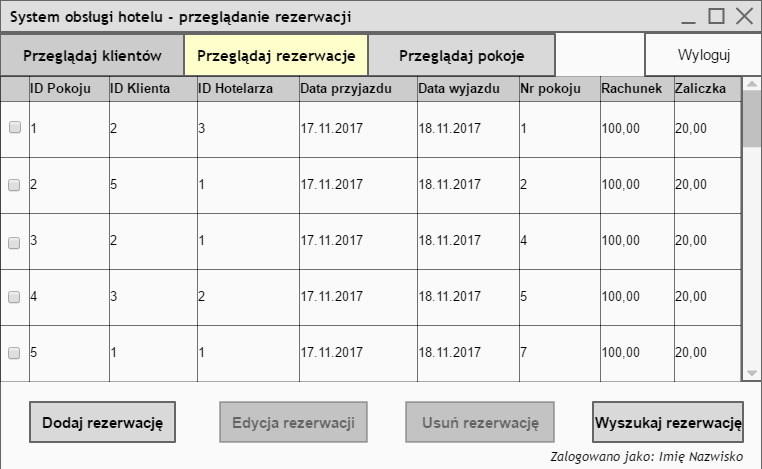 System obsługi hotelu - przeglądanie rezerwacji
Przeglądaj klientów Przeglądaj rezerwacje Przeglądaj pokoje Wyloguj
ID Pokoju ID Klienta ID Hotelarza Data przyjazdu Data wyjazdu Nr pokoju Rachunek Zaliczka
1 2 3 17.11.2017 18.11.2017 1 100,00 20,00
2 5 1 17.11.2017 18.11.2017 2 100,00 20,00
3 2 1 17.11.2017 18.11.2017 4 100,00 20,00
4 3 2 17.11.2017 18.11.2017 5 100,00 20,00
5 1 1 17.11.2017 18.11.2017 7 100,00 20,00
Dodaj rezerwację Edycja rezerwacji Usuń rezerwację Wyszukaj rezerwację
Zalogowano jako: Imię Nazwisko